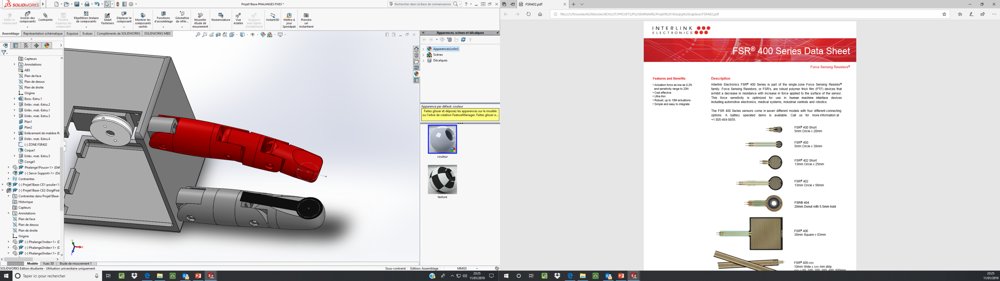 SOLIDWORKS
Projet1Base-PHALANGES FIXES *
Rechercher dans la Base de connaissances
Editer le composant
Insérer des composants
Contrainte
Fenêtre d'aperçu du composant
Répétition linéaire de composants
Smart Fasteners
Déplacer le composant
Montrer les composants cachés
Fonctions d'assemblage
Géométrie de référ...
Nouvelle étude de mouvement
Nomenclature
Vue éclatée
Esquisse avec lignes d'éclatement
Instant3D
Mettre à jour Speedpak
Prendre un instantané
Assemblage
Représentation schématique
Esquisse
Evaluer
Compléments de SOLIDWORKS
SOLIDWORKS MBD
Capteurs
Annotations
ABS
Plan de face
Plan de dessus
Plan de droite
Origine
Boss.-Extru.1
Enlèv. mat.-Extru.2
Enlèv. mat.-Extru.1
Enlèv. mat.-Extru.3
Plan1
Plan2
Enlèvement de matière-R
Enlèv. mat.-Extru.4
(-) ZONE FSR402
Coque1
Enlèv. mat.-Extru.5
Congé1
Phalange1Pouce<1> (Déf
(-) Servo-Support<1> (Dé
Contraintes
(-) Projet1Base-CE1-poulie<1>
(-) Projet1Base-CE2-DoigtFixé
Contraintes dans Projet1Base-
Historique
Capteurs
Annotations
Plan de face
Plan de dessus
Plan de droite
Origine
(-) Phalange1Index<1> (D
(-) Phalange2Index<1> (D
(-) Phalange3Index<1> (D
Y
X
Z
Apparences, scènes et décalques
Apparences(color)
Scènes
Décalques
Apparence par défaut: couleur
Faites glisser et déposez les apparences sur le modèle
ou l'arbre de création FeatureManager. Faites glisser e...
couleur
texture
Modèle
Vues 3D
Etude de mouvement 1
SOLIDWORKS Edition étudiante - Utilisation universitaire uniquement
Sous-contraint
Edition: Assemblage
MMGS
Taper ici pour rechercher
23:25
11/01/2019
FSR402.pdf
file:///I:/Nouveau%20dossier/BOULOT/PROJETS/PG/SEMINAIRE/Projet%201ère/pg%20capteur/FSR402.pdf
INTERLINK
ELECTRONICS
FSR® 400 Series Data Sheet
Force Sensing Resistors®
Features and Benefits
• Actuation force as low as 0.2N
and sensitivity range to 20N
• Cost effective
• Ultra thin
• Robust; up to 10M actuations
• Simple and easy to integrate
Description
Interlink Electronics FSR® 400 Series is part of the single zone Force Sensing Resistor®
family. Force Sensing Resistors, or FSR's, are robust polymer thick film (PTF) devices that
exhibit a decrease in resistance with increase in force applied to the surface of the sensor.
This force sensitivity is optimized for use in human machine interface devices
including automotive electronics, medical systems, industrial controls and robotics.
The FSR 400 Series sensors come in seven different models with four different connecting
options. A battery operated demo is available. Call us for more information at
+1 805-484-8855.
FSR® 400 Short
5mm Circle x 20mm
FSR® 400
5mm Circle x 38mm
FSR® 402 Short
13mm Circle x 25mm
FSR® 402
13mm Circle x 56mm
FSR® 404
20mm Donut with 5.5mm hold
FSR® 406
38mm Square x 83mm
FSR® 408-xxx
10mm Wide x xxx mm strip
xxx = 50, 100, 200, 300, 400, 500mm
23:25
11/01/2019